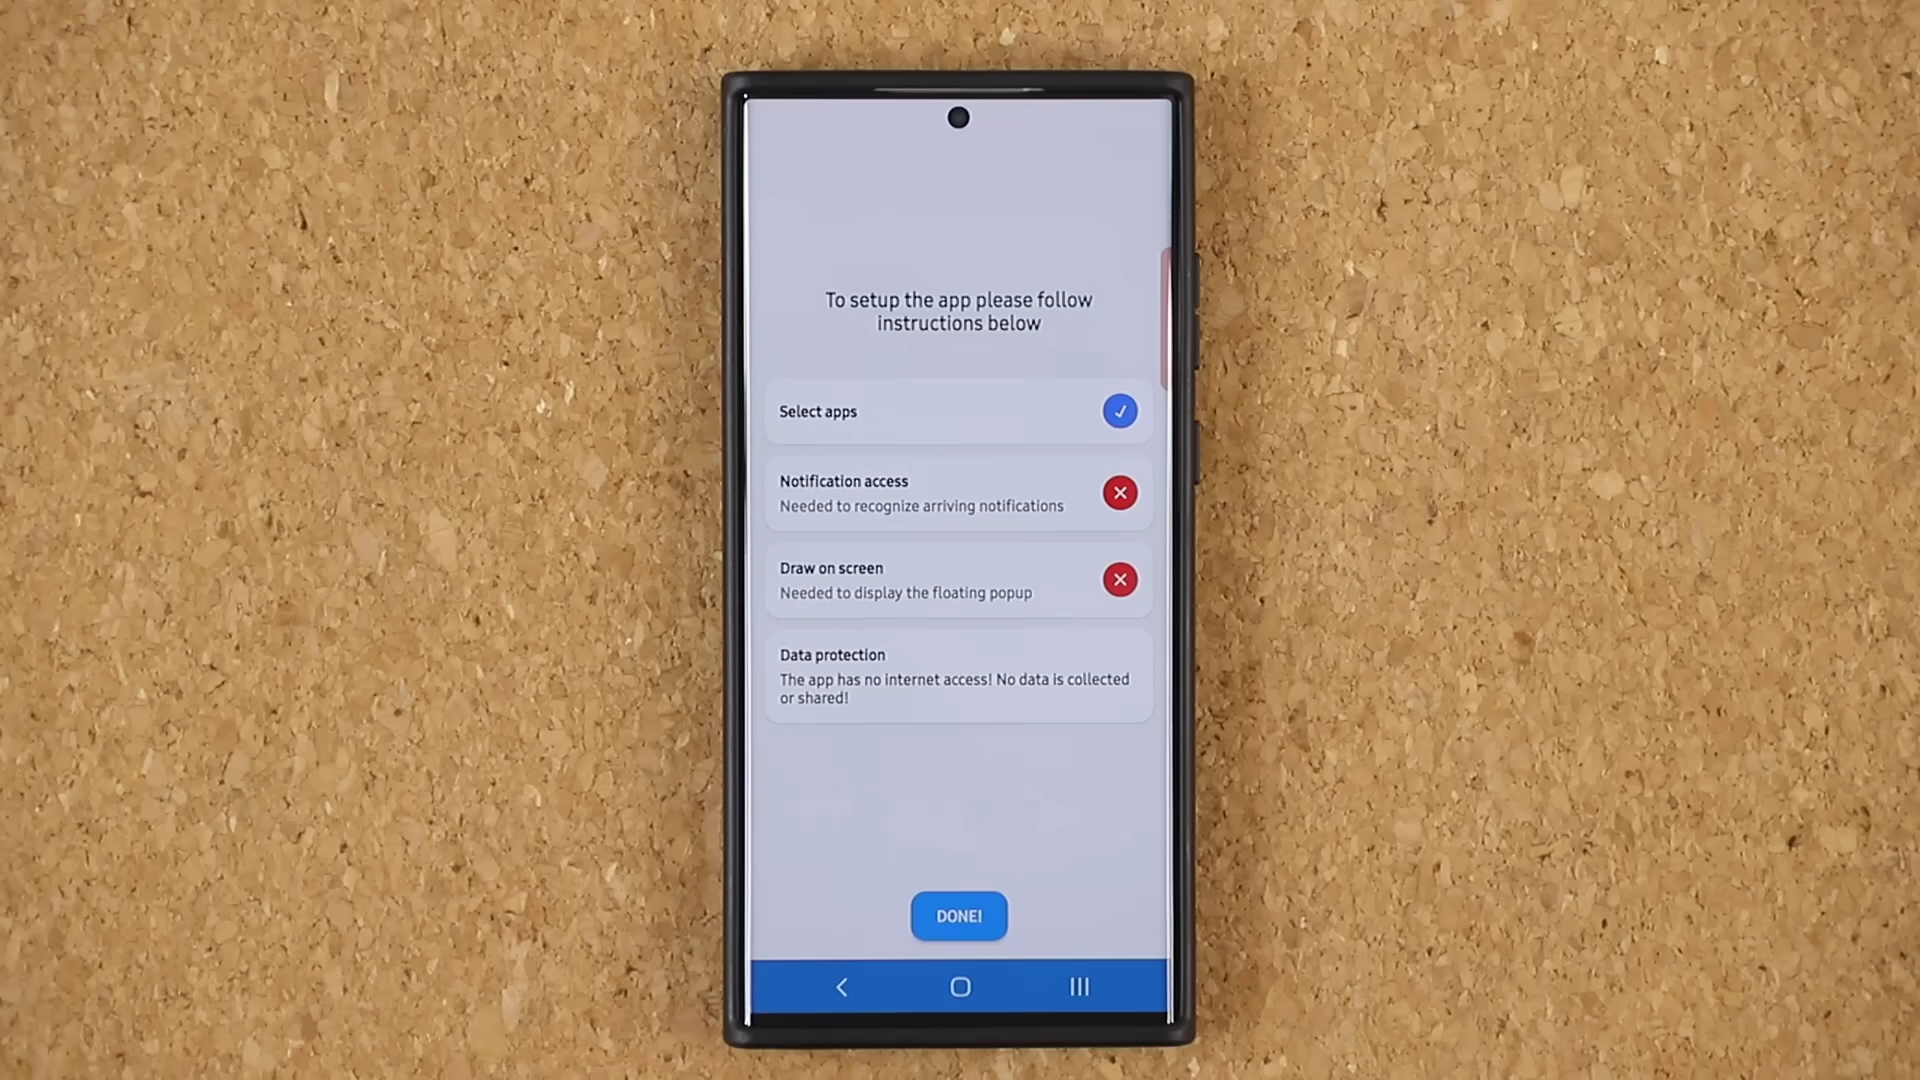 To setup the app please follow
instructions below
Select apps
Notification access
Needed to recognize arriving notifications
Draw on screen
Needed to display the floating popup
Data protection
The app has no internet access! No data is collected
or shared!
DONE!